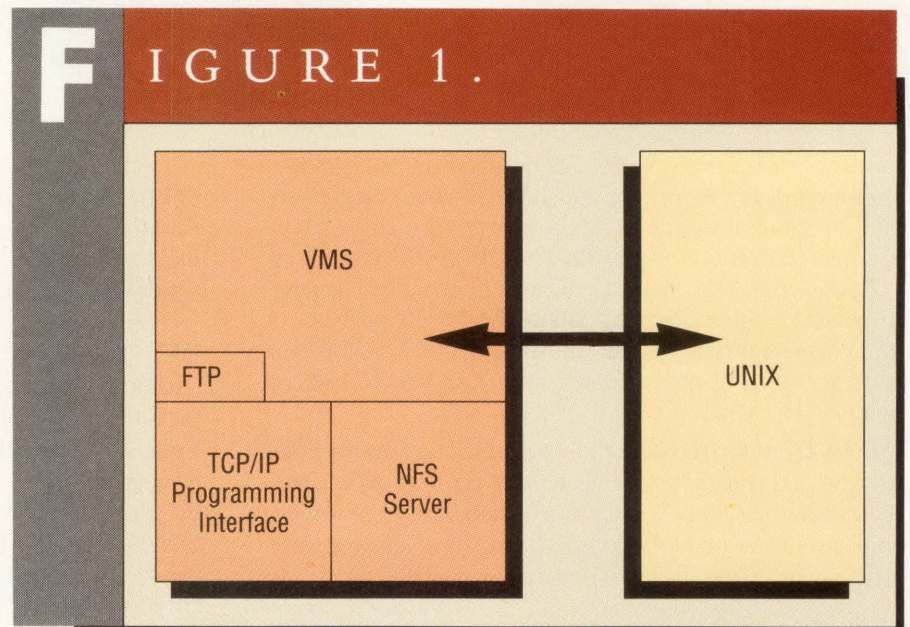 FIGURE 1.
VMS
FTP
UNIX
TCP/IP
Programming
Interface
NFS
Server